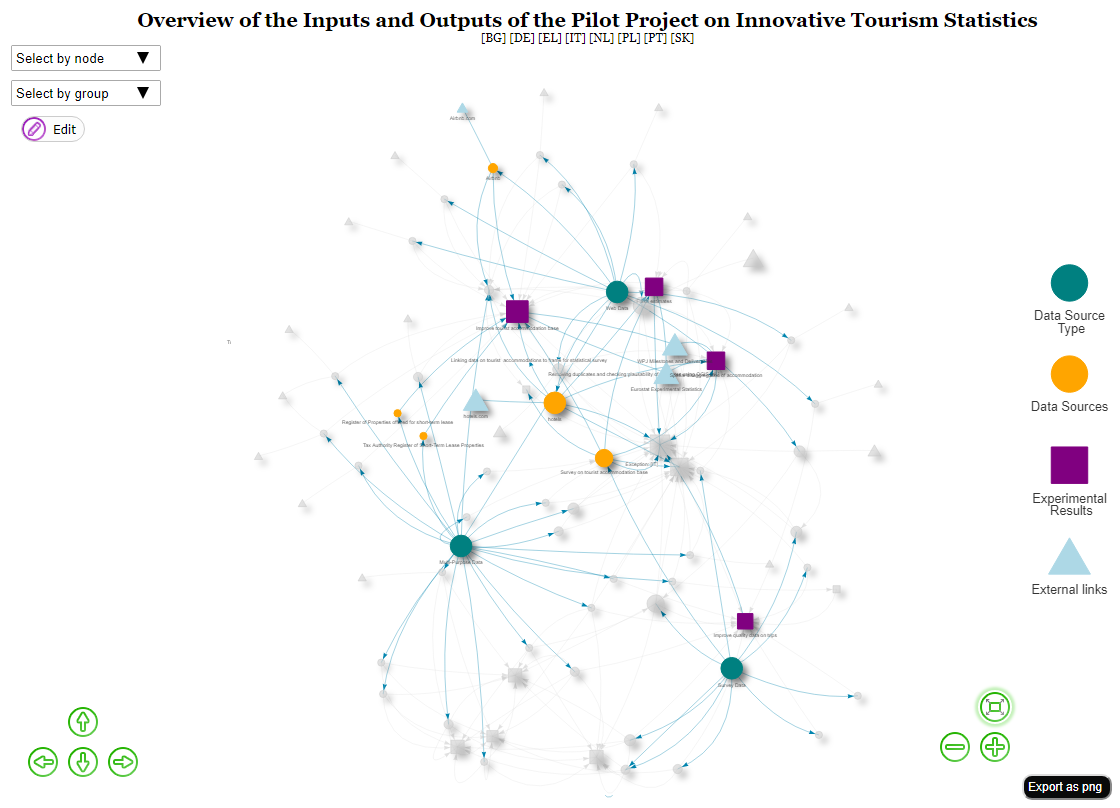 Overview of the Inputs and Outputs of the Pilot Project on Innovative Tourism Statistics
[BG] [DE] [EL] [IT] [NL] [PL] [PT] [SK]
Select by node
Select by group
Edit
Airbnb.com
Airbnb
Web Data
Improve tourist accommodation base
Linking data on tourist accommodations to frame for statistical survey
Eurostat Experimental Statistics
hotels.com
hotels
Register of Properties
short-term lease
Tax Authority Register of Short-Term Lease Properties
Survey on tourist accommodation base
Multi-Purpose Data
Improve quality data on trips
Survey Data
Data Source
Type
Data Sources
Experimental
Results
External links
Export as png